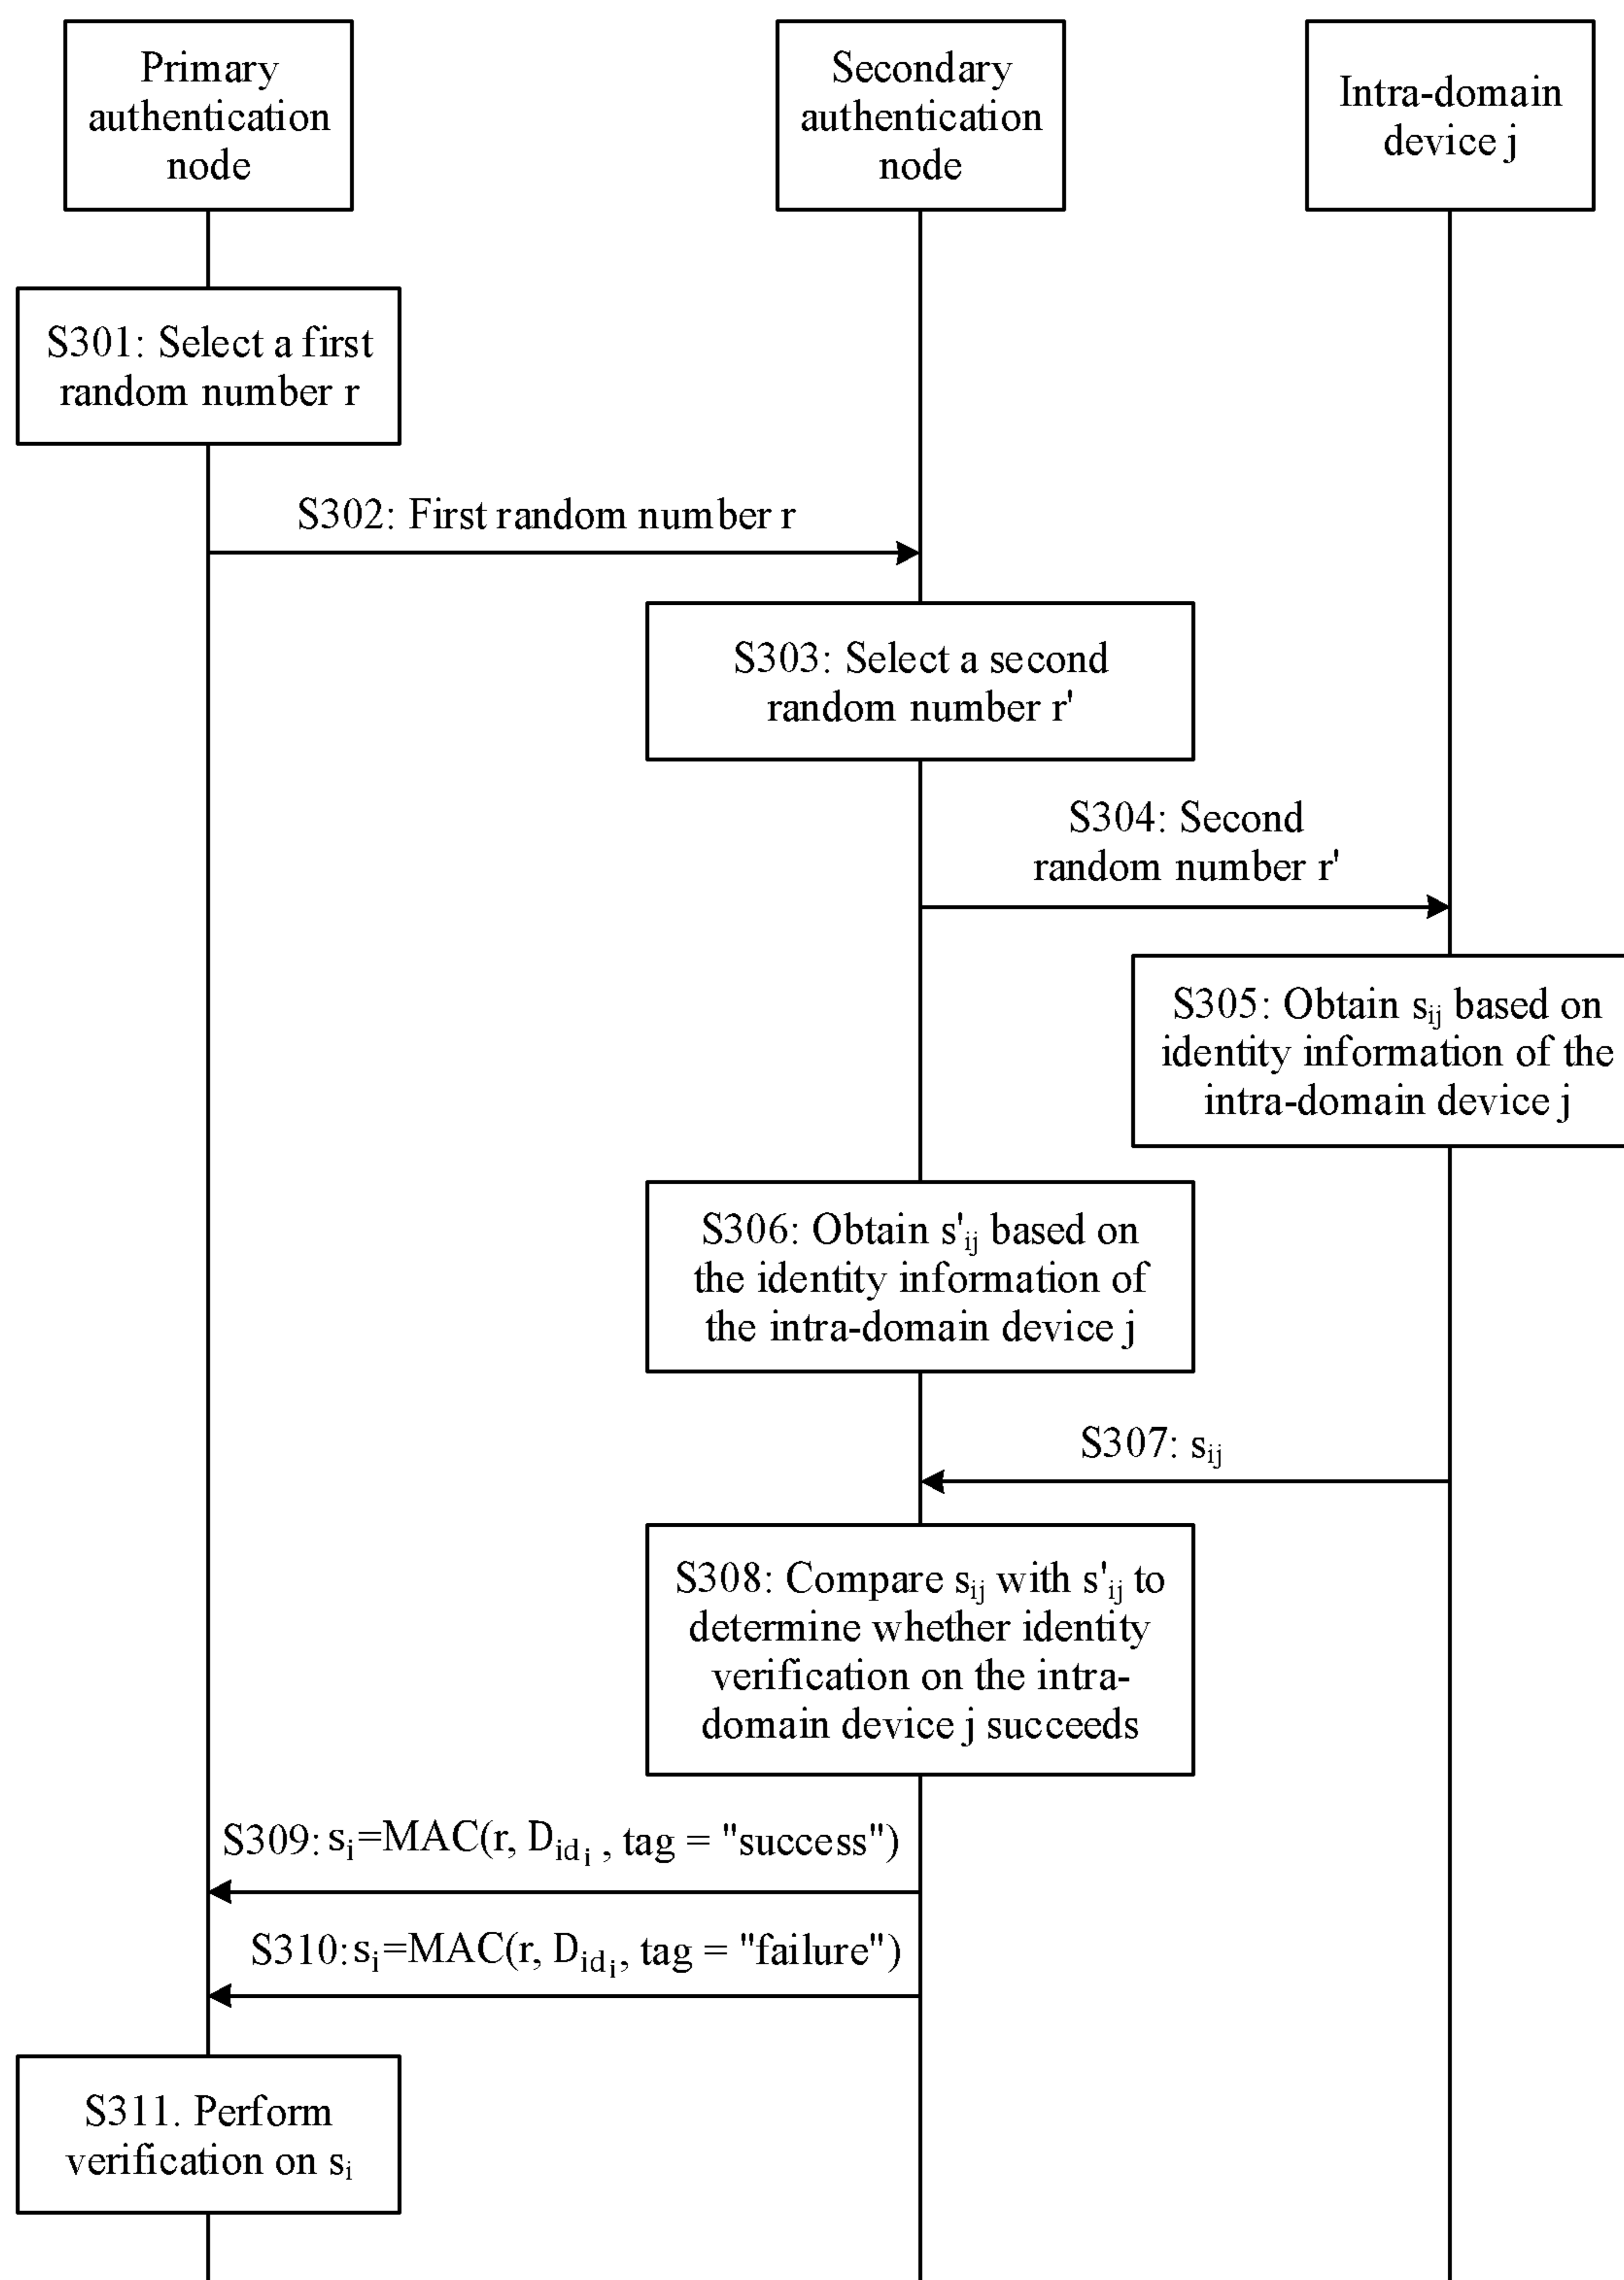 Primary
authentication
node
Secondary
authentication
node
Intra-domain
device j
S301: Select a first
random number r
S302: First random number r
S303: Select a second
random number r'
S304: Second
random number r'
S305: Obtain sij based on
identity information of the
intra-domain device j
S306: Obtain s'ij based on
the identity information of
the intra-domain device j
S307: sij
S308: Compare sij with s'ij to
determine whether identity
verification on the intra-
domain device j succeeds
S309: si=MAC(r, Didi , tag = "success")
S310: si=MAC(r, Didi, tag = "failure")
S311. Perform
verification on si